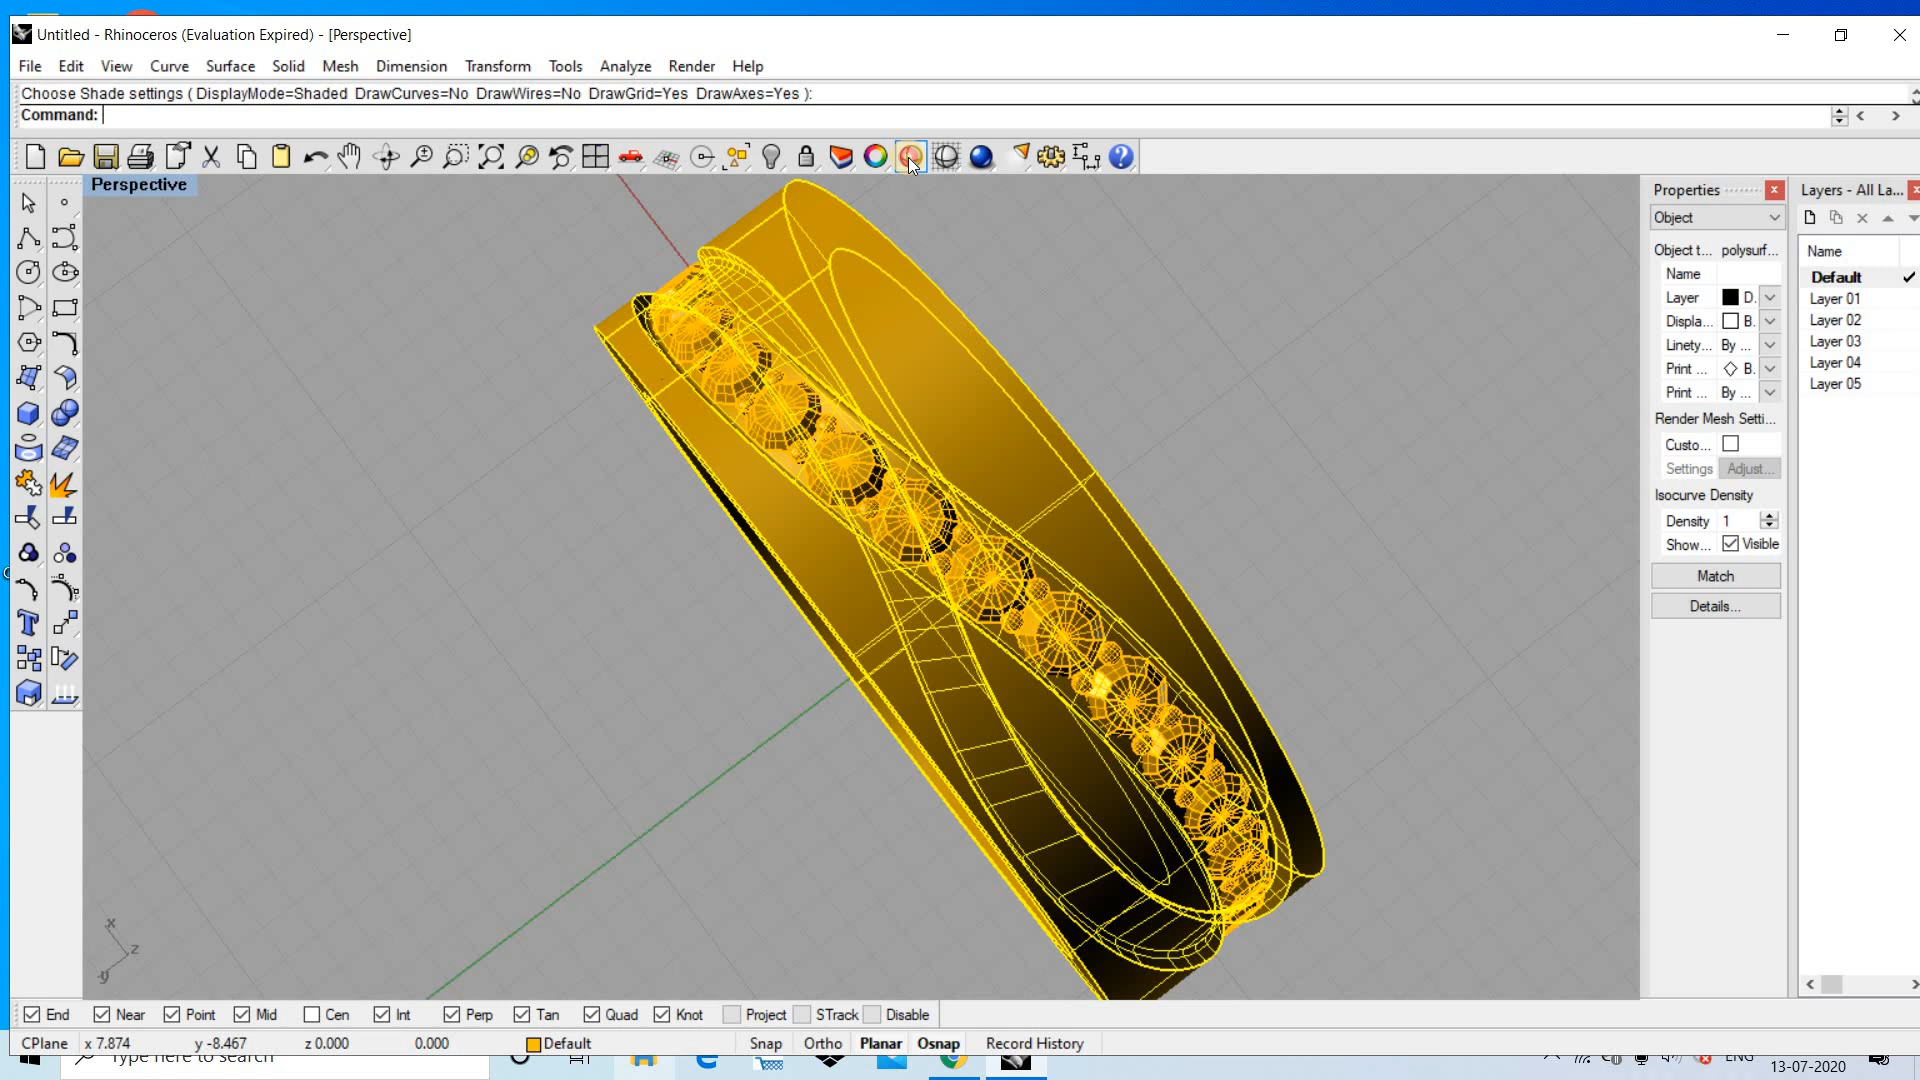 Untitled - Rhinoceros (Evaluation Expired) - [Perspective]
File Edit View Curve Surface Solid Mesh Dimension Transform Tools Analyze Render Help
Choose Shade settings ( DisplayMode=Shaded DrawCurves=No DrawWires=No DrawGrid=Yes DrawAxes=Yes ):
Command:
Perspective
Properties
Object
Object t... polysurf...
Name
Layer D.
Displa... B.
Linety... By ...
Print ... B.
Print ... By ...
Render Mesh Setti...
Custo...
Settings Adjust...
Isocurve Density
Density 1
Show... Visible
Match
Details...
Layers - All La...
Name
Default
Layer 01
Layer 02
Layer 03
Layer 04
Layer 05
x
z
y
End Near Point Mid Cen Int Perp Tan Quad Knot Project STrack Disable
CPlane x 7.874 y -8.467 z 0.000 0.000 Default Snap Ortho Planar Osnap Record History
Type here to search
ENG
13-07-2020